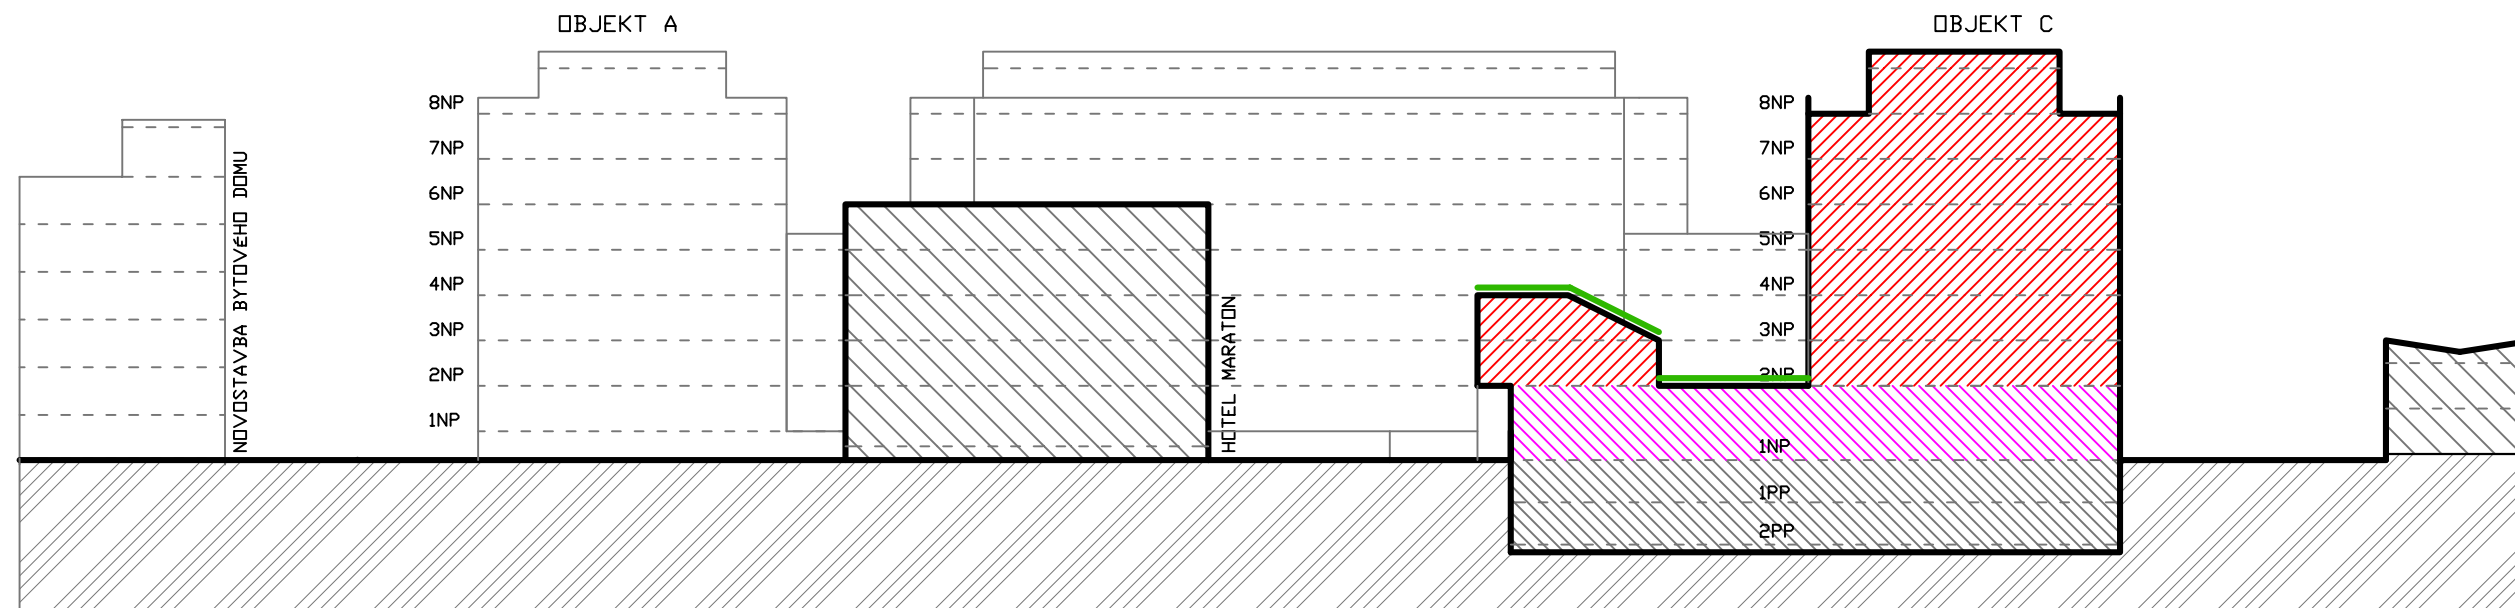 OBJEKT A
OBJEKT C
NOVOSTAVBA BYTOVÉHO DOMU
8NP
7NP
6NP
5NP
4NP
3NP
2NP
1NP
HOTEL MARATON
8NP
7NP
6NP
5NP
4NP
3NP
2NP
1NP
1PP
2PP